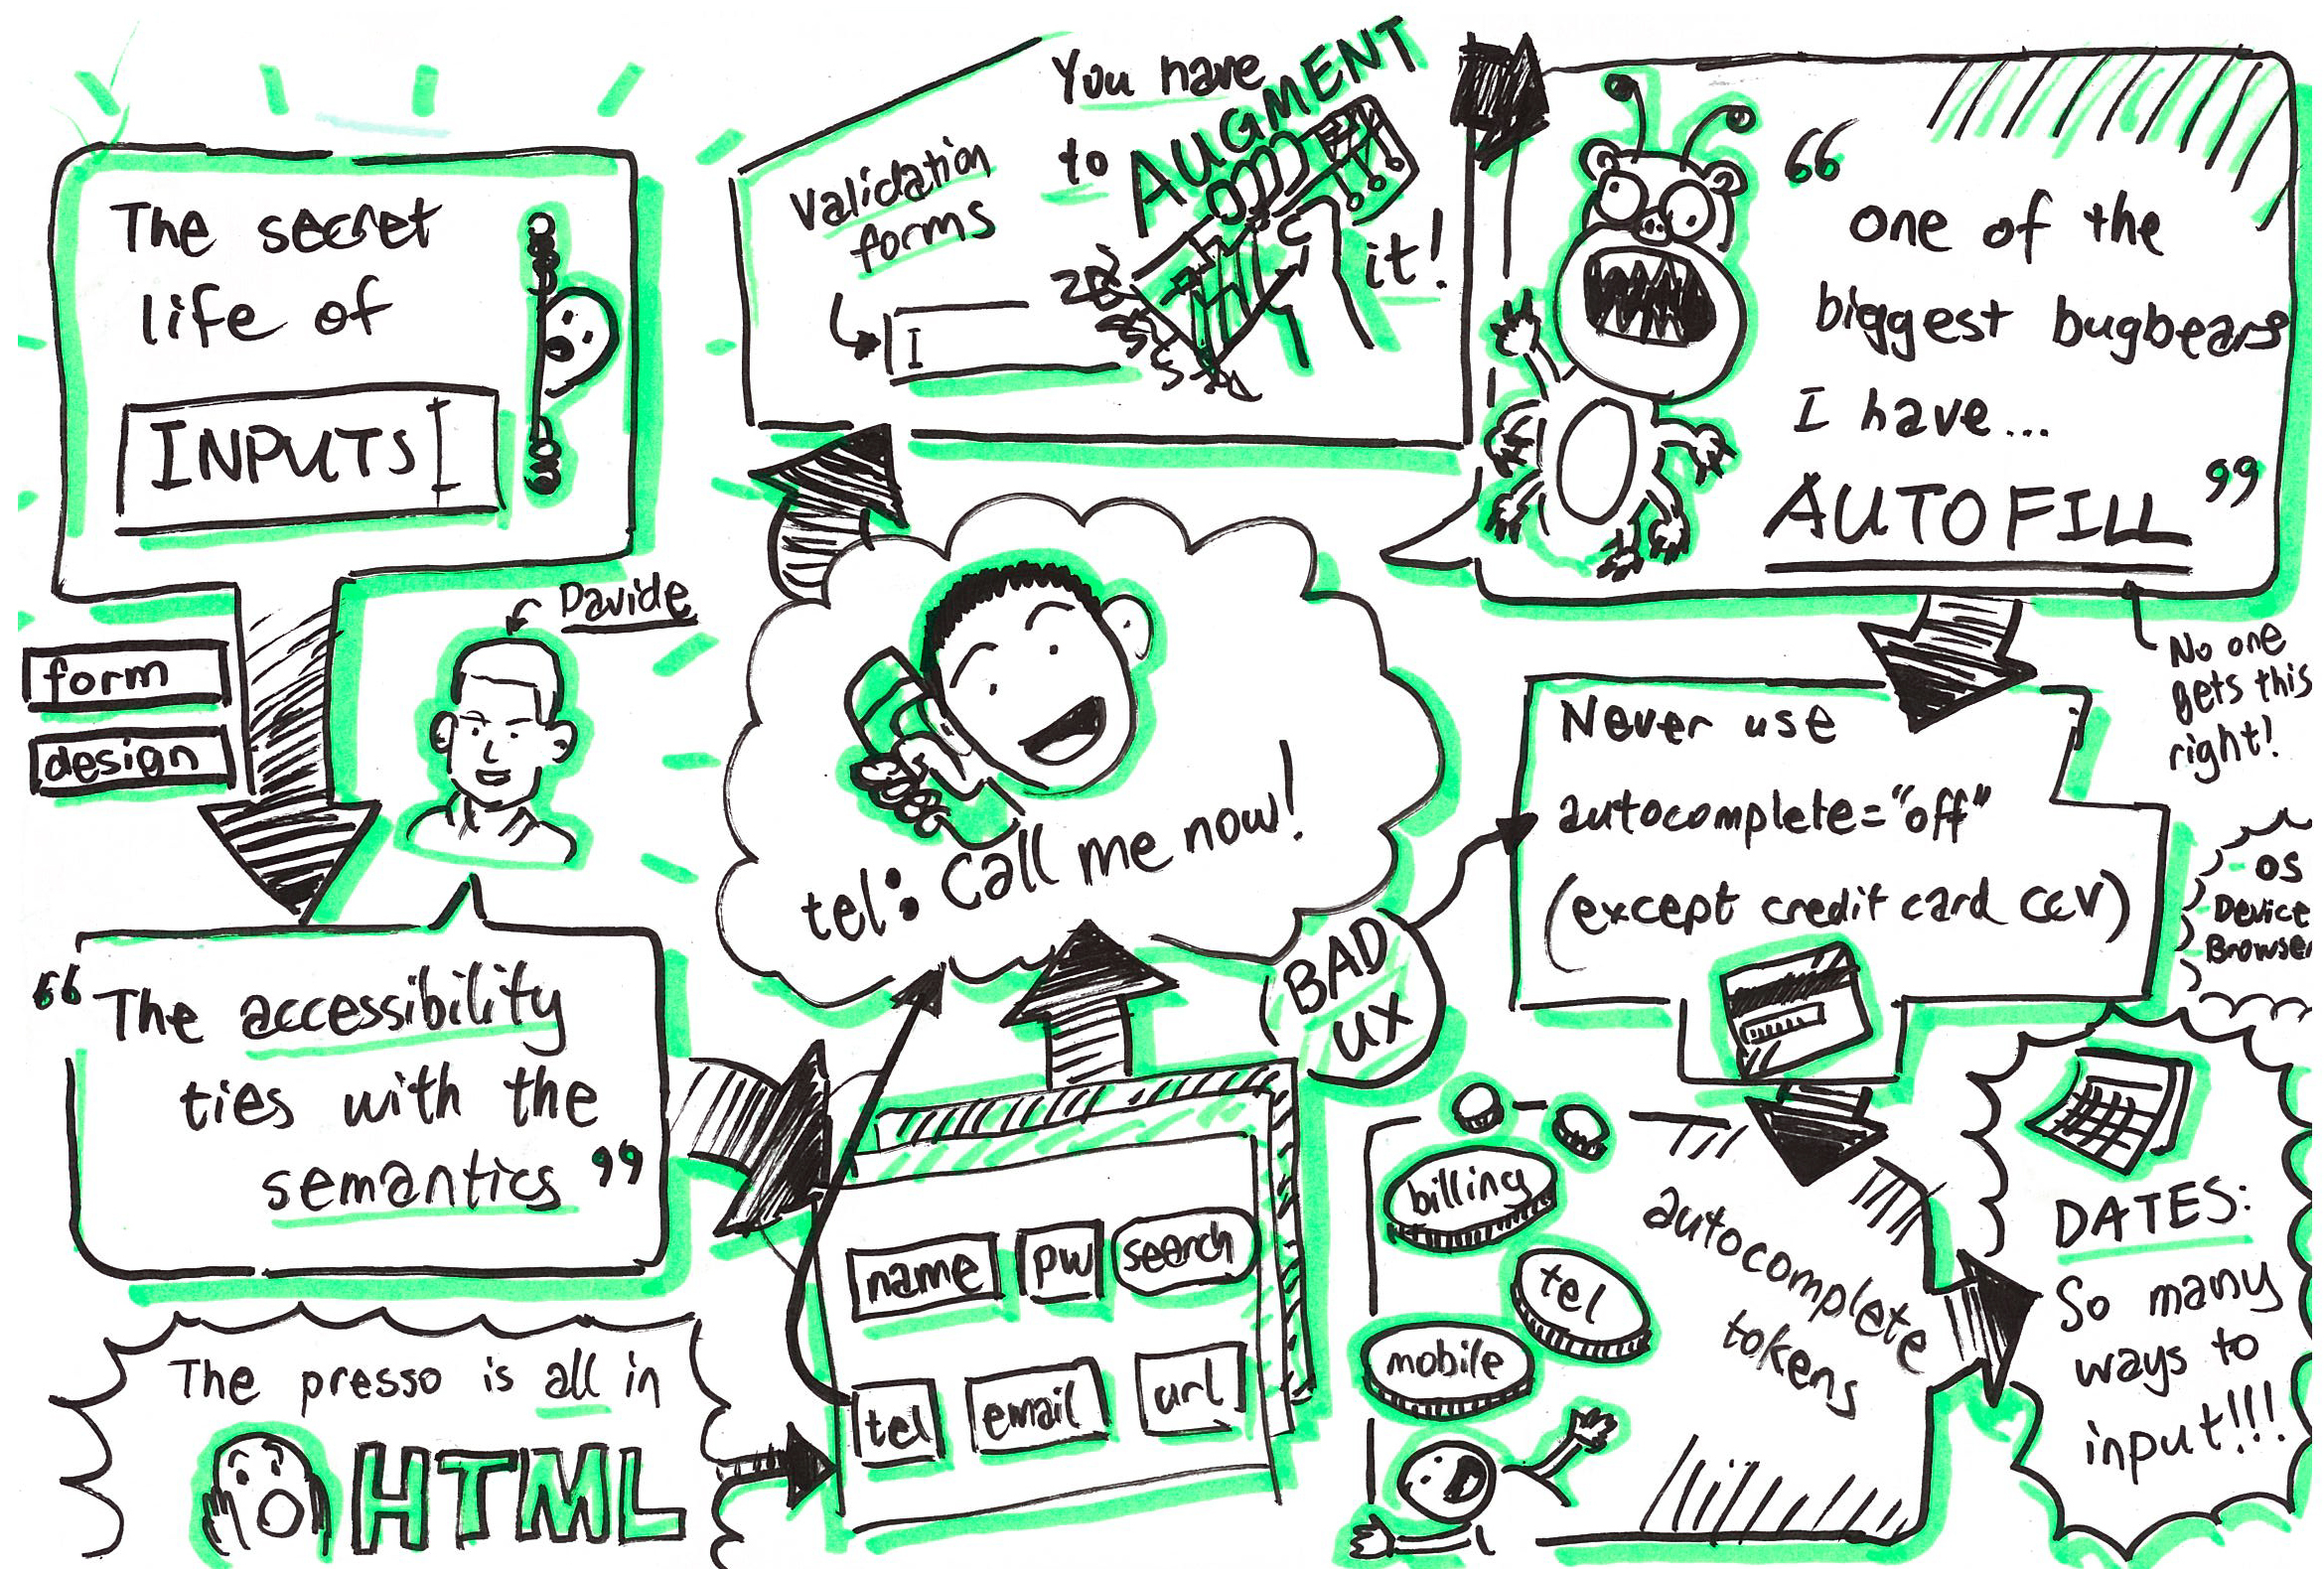 The secret
life of
INPUTS
form
design
Davide
“ The accessibility
ties with the
semantics ”
The presso is all in
HTML
name
pw
search
tel
email
url
tel: Call me now!
Validation
forms
I
You have
to AUGMENT
it!
“ one of the
biggest bugbears
I have...
AUTOFILL ”
No one
gets this
right!
Never use
autocomplete="off"
(except credit card CCV)
BAD
UX
- OS
- Device
- Browser
billing
tel
mobile
autocomplete
tokens
DATES:
So many
ways to
input!!!